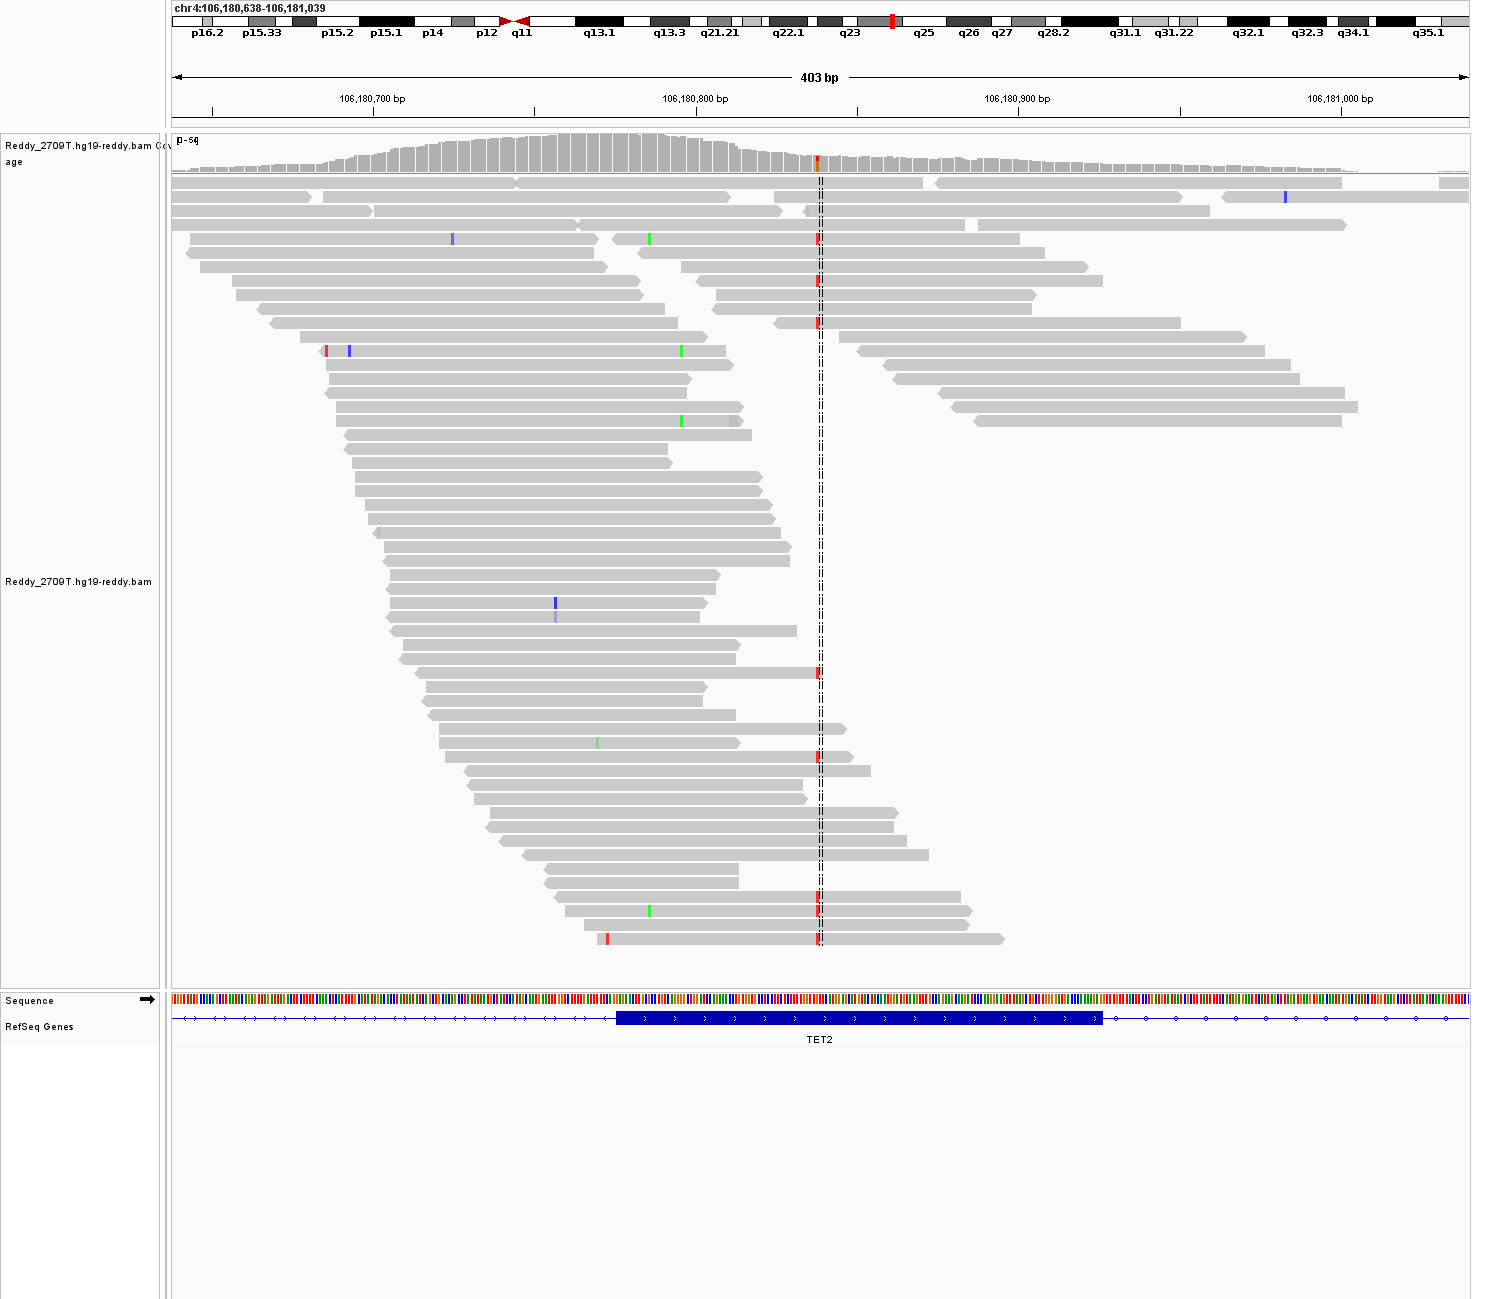 chr4:106,180,638-106,181,039
p16.2 p15.33 p15.2 p15.1 p14 p12 q11 q13.1 q13.3 q21.21 q22.1 q23 q25 q26 q27 q28.2 q31.1 q31.22 q32.1 q32.3 q34.1 q35.1
403 bp
106,180,700 bp 106,180,800 bp 106,180,900 bp 106,181,000 bp
Reddy_2709T.hg19-reddy.bam Cov
age
[0-54]
Reddy_2709T.hg19-reddy.bam
Sequence
RefSeq Genes
TET2